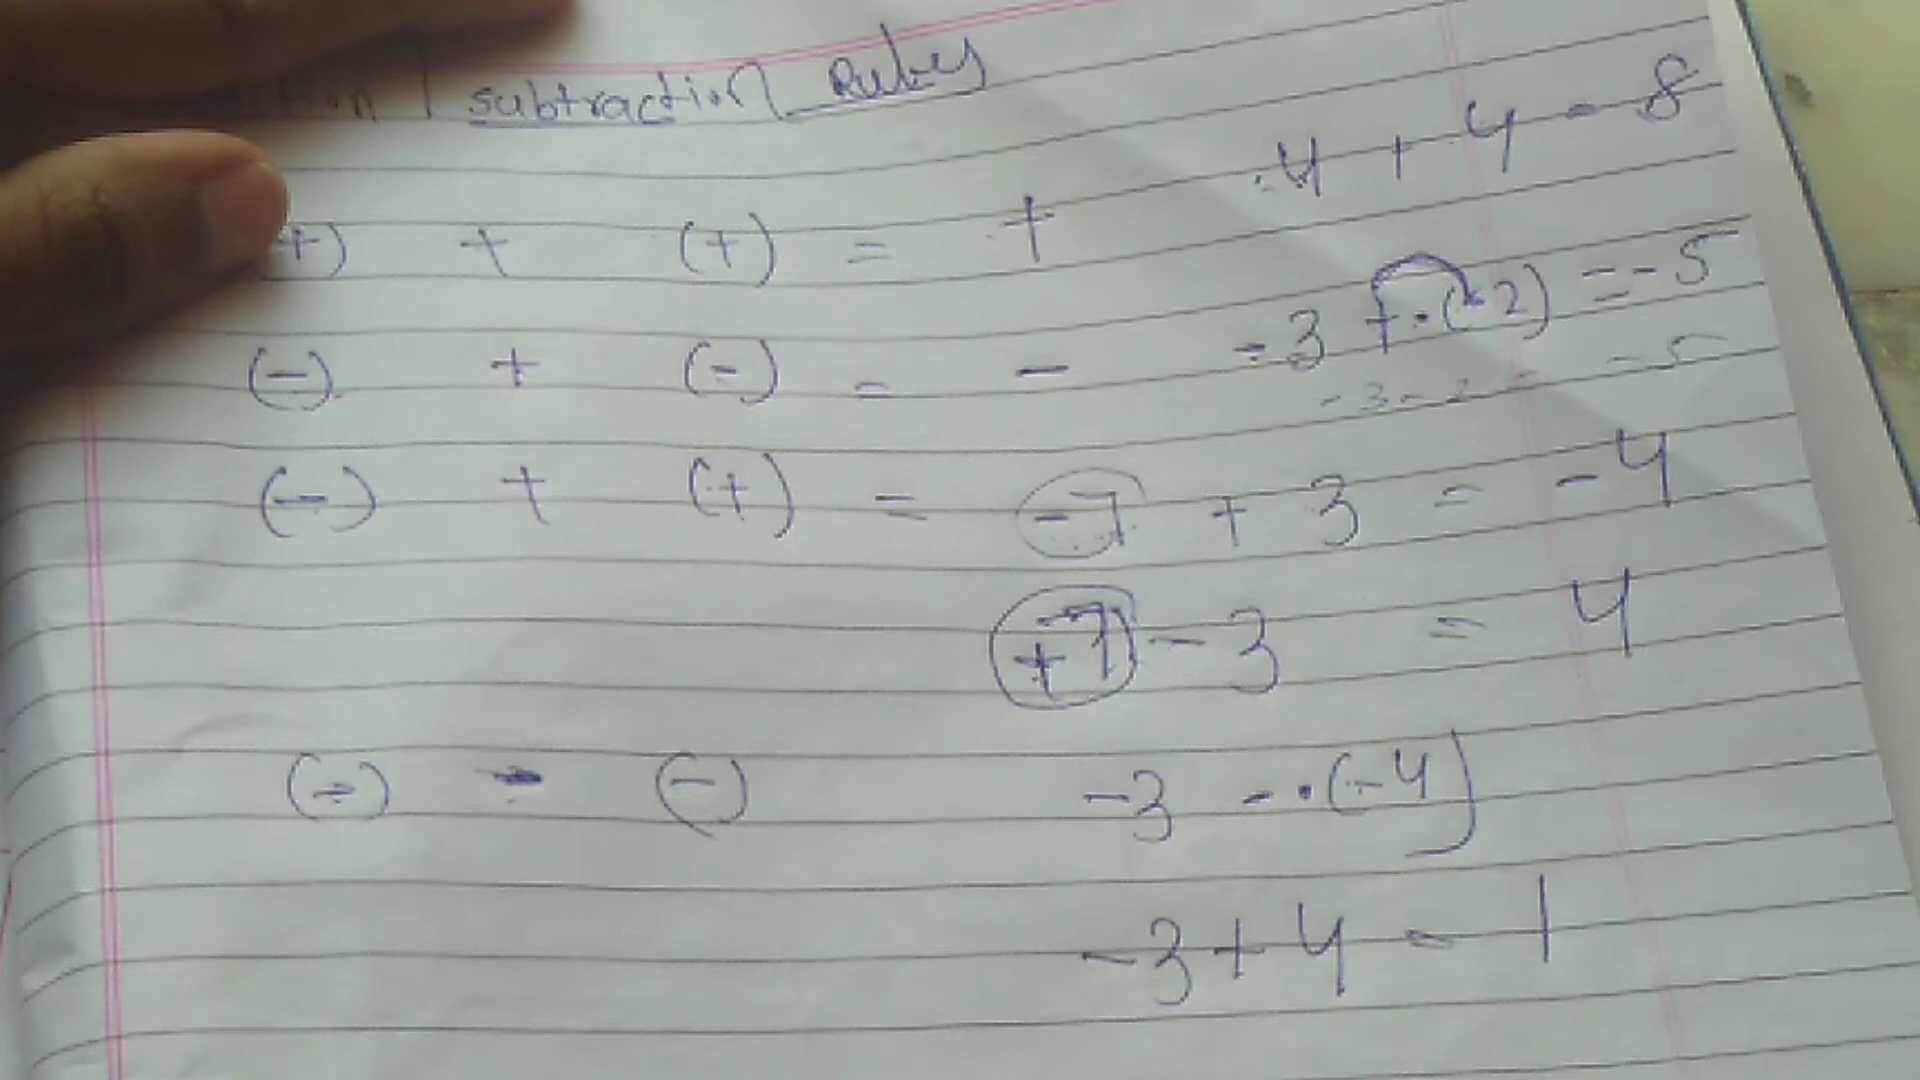 subtraction Rules
4 + 4 = 8
+) + (+) = +
-3 + (-2) = -5
(-) + (-) = -
-3-2 = -5
(-) + (+) = -7 + 3 = -4
+7 - 3 = 4
(-) - (-) -3 - (-4)
-3+4 = 1